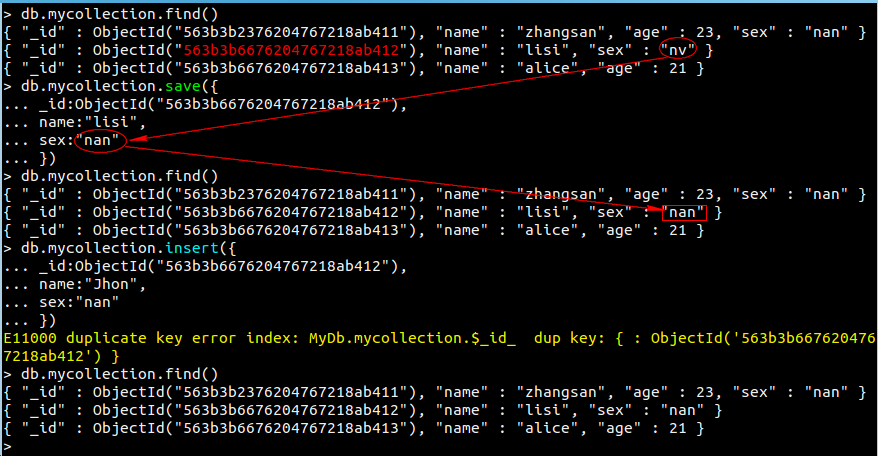 > db.mycollection.find()
{ "_id" : ObjectId("563b3b2376204767218ab411"), "name" : "zhangsan", "age" : 23, "sex" : "nan" }
{ "_id" : ObjectId("563b3b6676204767218ab412"), "name" : "lisi", "sex" : "nv" }
{ "_id" : ObjectId("563b3b6676204767218ab413"), "name" : "alice", "age" : 21 }
> db.mycollection.save({
... _id:ObjectId("563b3b6676204767218ab412"),
... name:"lisi",
... sex:"nan"
... })
> db.mycollection.find()
{ "_id" : ObjectId("563b3b2376204767218ab411"), "name" : "zhangsan", "age" : 23, "sex" : "nan" }
{ "_id" : ObjectId("563b3b6676204767218ab412"), "name" : "lisi", "sex" : "nan" }
{ "_id" : ObjectId("563b3b6676204767218ab413"), "name" : "alice", "age" : 21 }
> db.mycollection.insert({
... _id:ObjectId("563b3b6676204767218ab412"),
... name:"Jhon",
... sex:"nan"
... })
E11000 duplicate key error index: MyDb.mycollection.$_id_  dup key: { : ObjectId('563b3b667620476
7218ab412') }
> db.mycollection.find()
{ "_id" : ObjectId("563b3b2376204767218ab411"), "name" : "zhangsan", "age" : 23, "sex" : "nan" }
{ "_id" : ObjectId("563b3b6676204767218ab412"), "name" : "lisi", "sex" : "nan" }
{ "_id" : ObjectId("563b3b6676204767218ab413"), "name" : "alice", "age" : 21 }
>